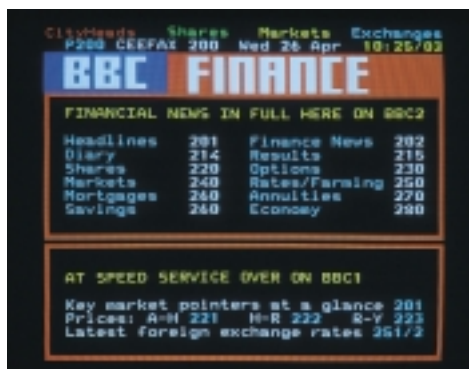 CityHeads Shares Markets Exchanges
P200 CEEFAX 200 Wed 26 Apr 10:25/03
BBC FINANCE
FINANCIAL NEWS IN FULL HERE ON BBC2
Headlines 201 Finance News 202
Diary 214 Results 215
Shares 220 Options 230
Markets 240 Rates/Farming 250
Mortgages 260 Annuities 270
Savings 260 Economy 280
AT SPEED SERVICE OVER ON BBC1
Key market pointers at a glance 201
Prices: A-H 221 H-R 222 R-Y 223
Latest foreign exchange rates 251/2